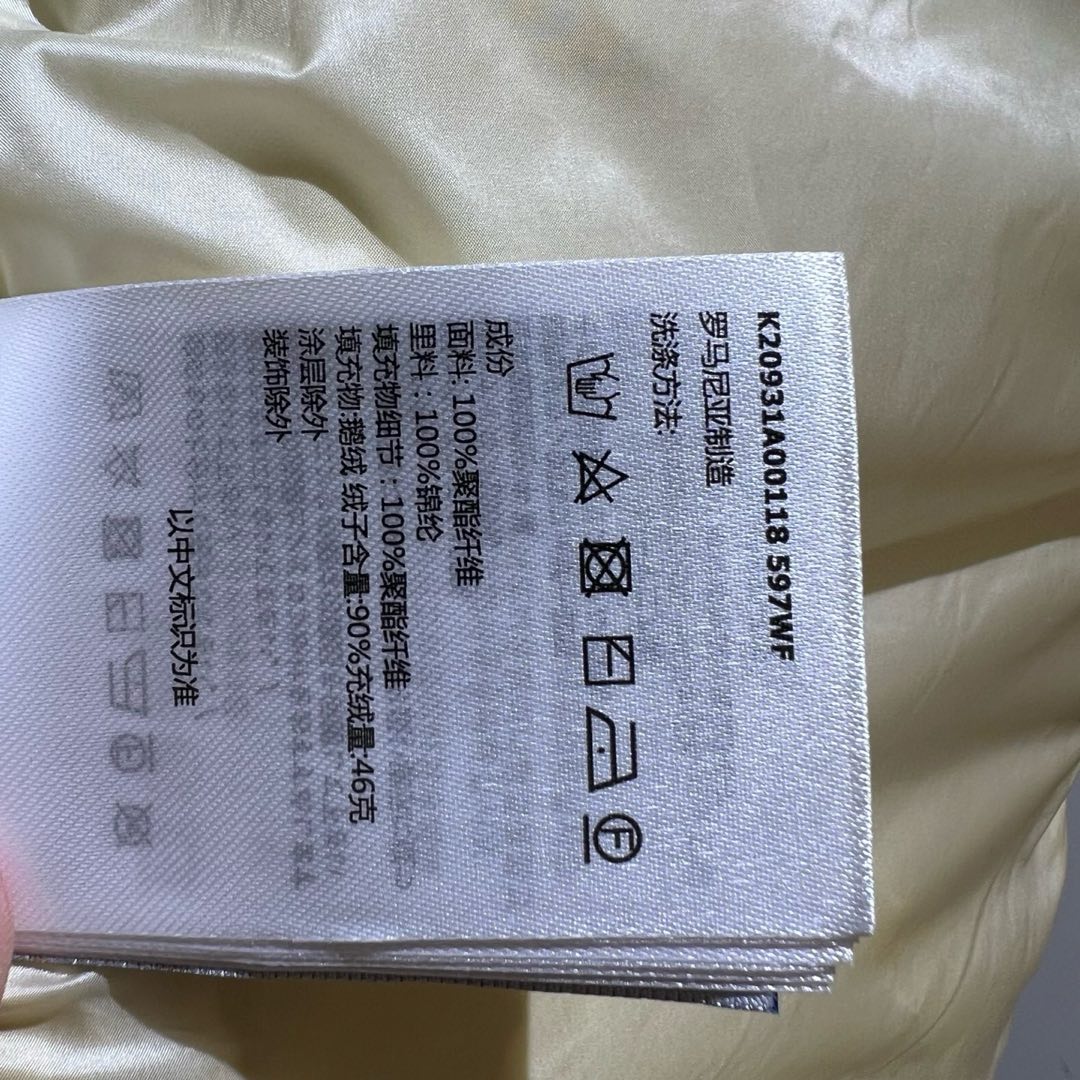 K20931A00118 597WF
罗马尼亚制造
洗涤方法:
F
成份
面料: 100%聚酯纤维
里料：100%锦纶
填充物细节：100%聚酯纤维
填充物:鹅绒 绒子含量:90%充绒量:46克
涂层除外
装饰除外
以中文标识为准